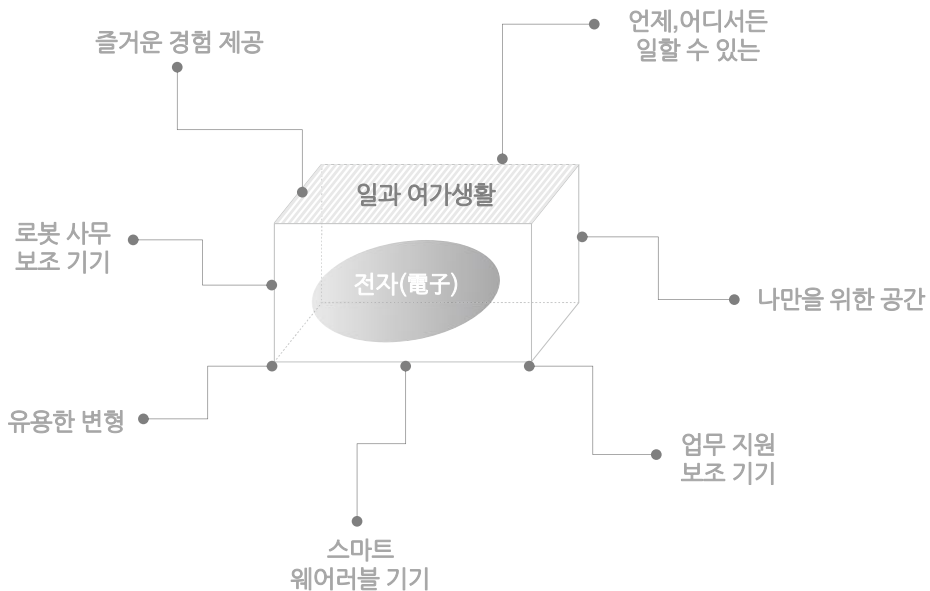 언제,어디서든
일할 수 있는
즐거운 경험 제공
일과 여가생활
로봇 사무
보조 기기
전자(電子)
나만을 위한 공간
유용한 변형
업무 지원
보조 기기
스마트
웨어러블 기기